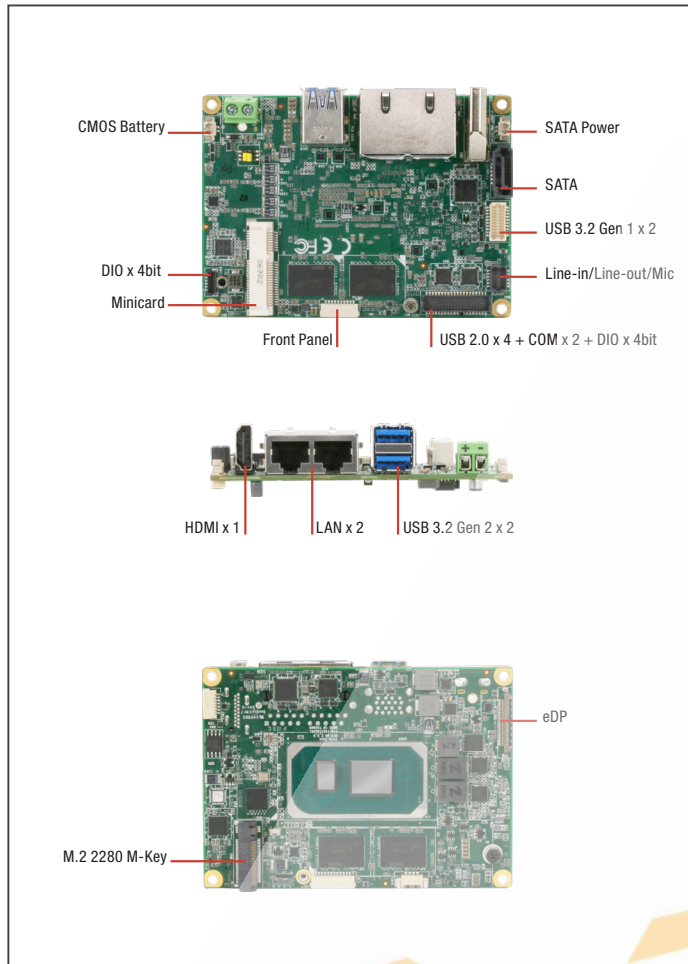 CMOS Battery
SATA Power
SATA
USB 3.2 Gen 1 x 2
DIO x 4bit
Line-in/Line-out/Mic
Minicard
Front Panel
USB 2.0 x 4 + COM x 2 + DIO x 4bit
CE FC
HDMI x 1
LAN x 2
USB 3.2 Gen 2 x 2
eDP
M.2 2280 M-Key